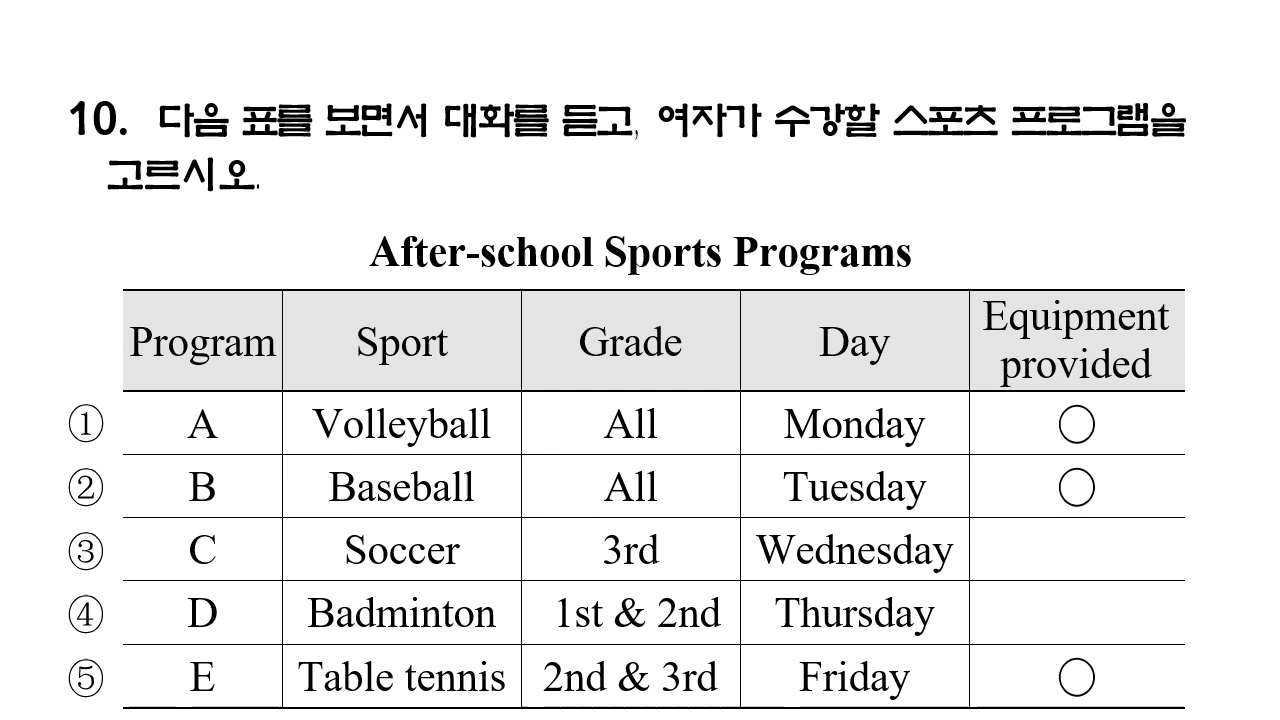 10. 다음 표를 보면서 대화를 듣고, 여자가 수강할 스포츠 프로그램을
고르시오.
After-school Sports Programs
Program Sport Grade Day Equipment provided
① A Volleyball All Monday ○
② B Baseball All Tuesday ○
③ C Soccer 3rd Wednesday
④ D Badminton 1st & 2nd Thursday
⑤ E Table tennis 2nd & 3rd Friday ○